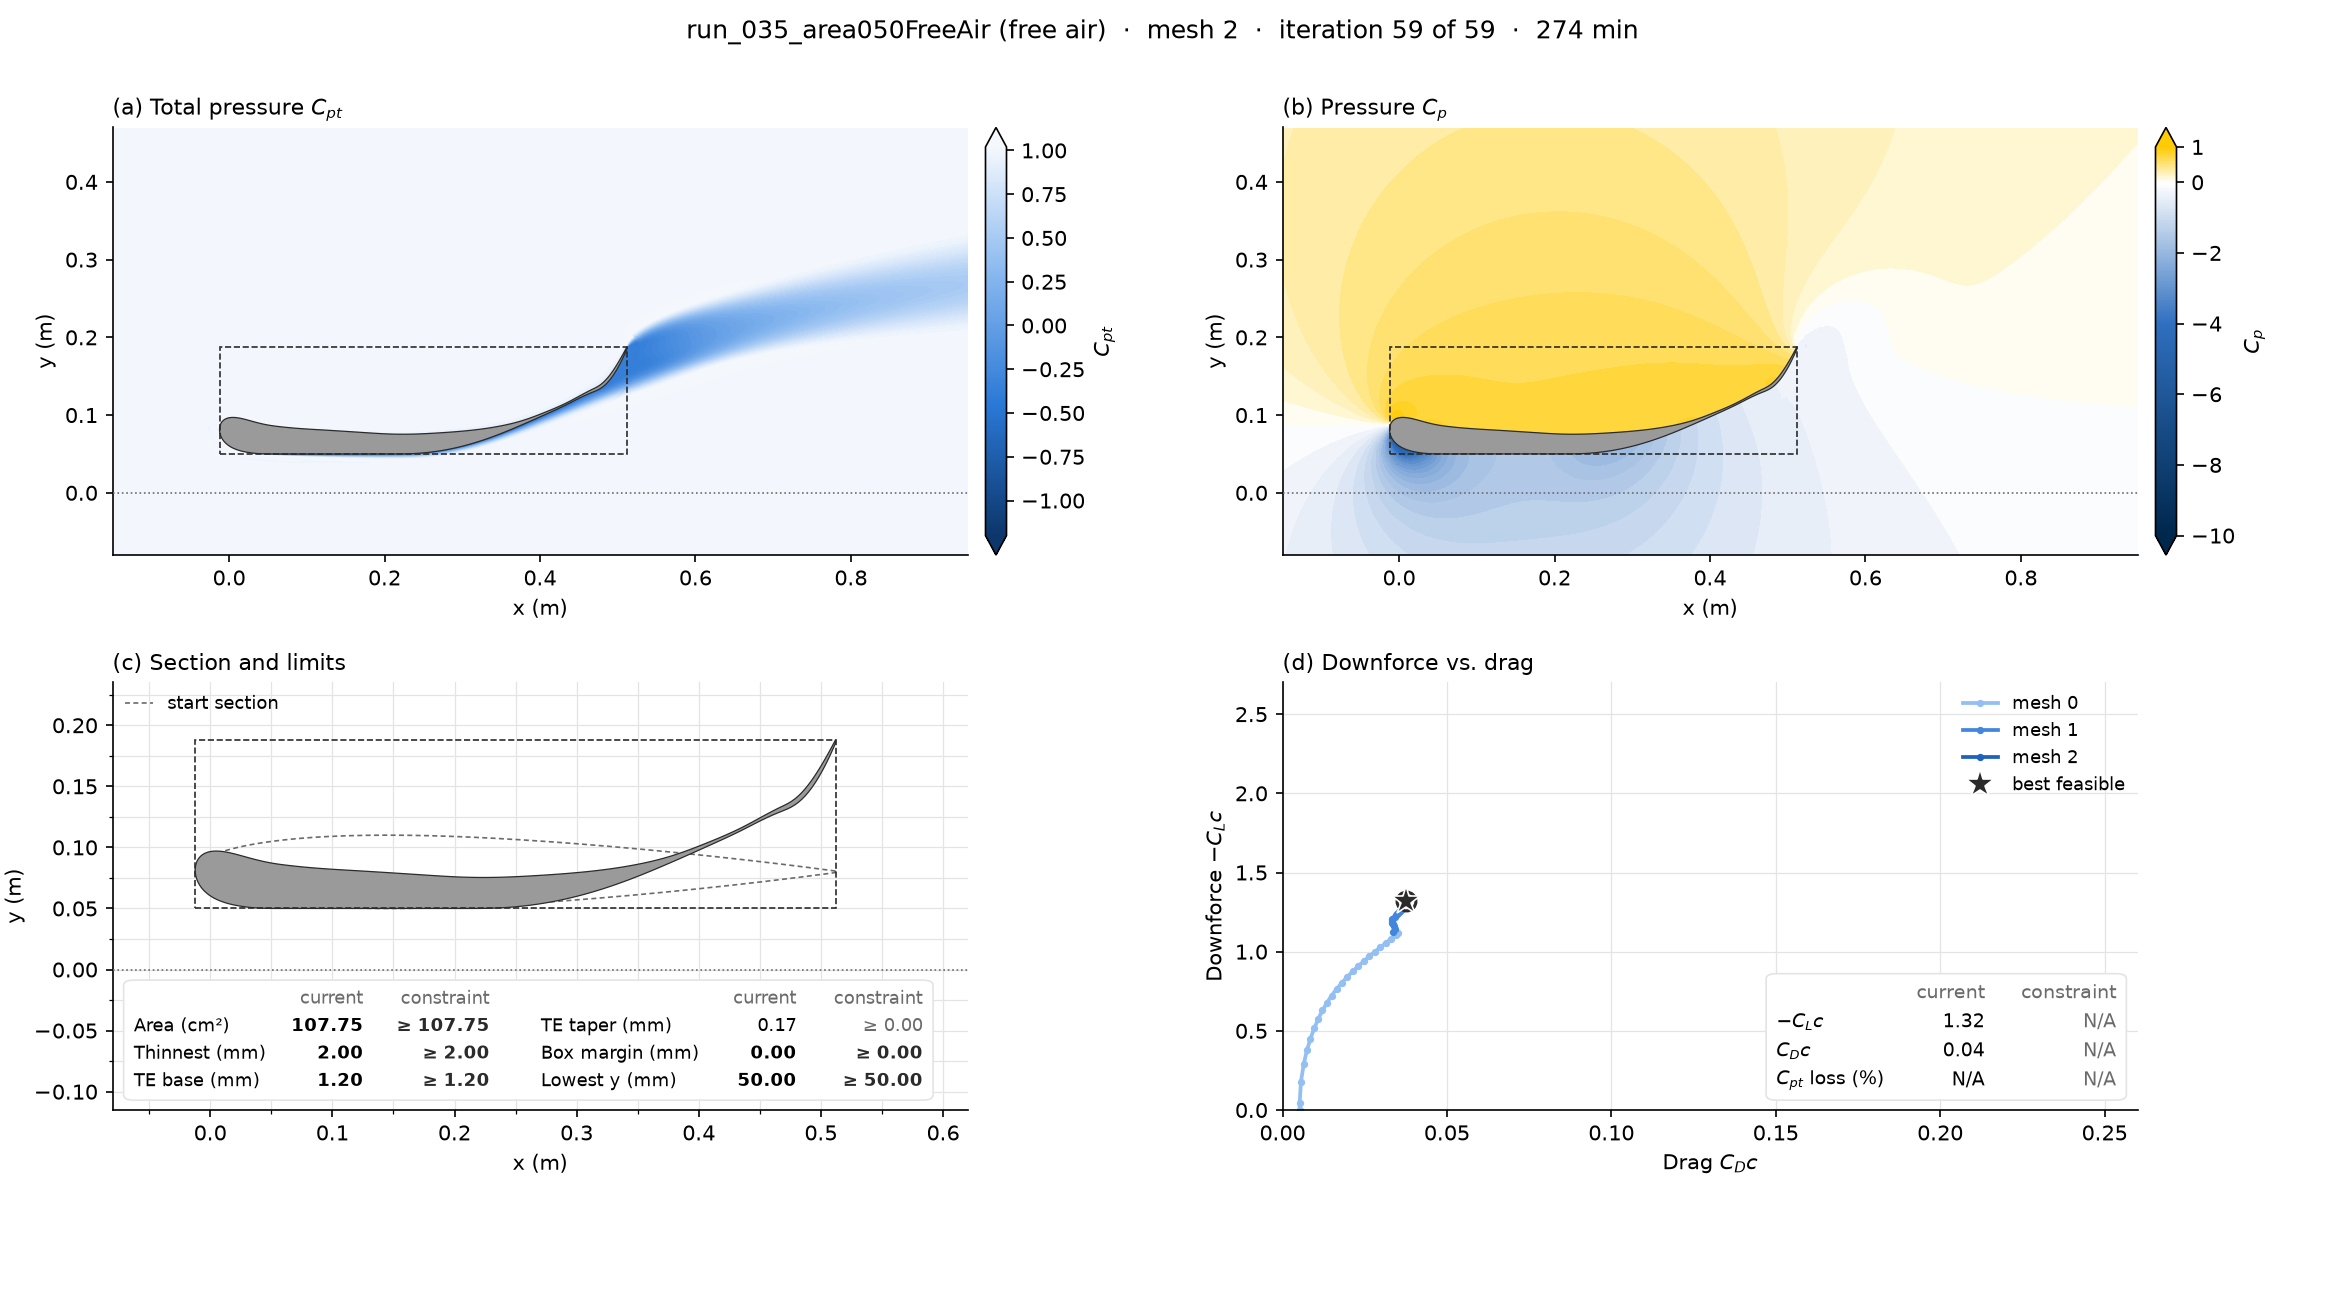 run_035_area050FreeAir (free air) · mesh 2 · iteration 59 of 59 · 274 min
(a) Total pressure Cpt
0.4
0.3
0.2
0.1
0.0
y (m)
0.0 0.2 0.4 0.6 0.8
x (m)
1.00
0.75
0.50
0.25
0.00
−0.25
−0.50
−0.75
−1.00
Cpt
(b) Pressure Cp
0.4
0.3
0.2
0.1
0.0
y (m)
0.0 0.2 0.4 0.6 0.8
x (m)
1
0
−2
−4
−6
−8
−10
Cp
(c) Section and limits
start section
0.20
0.15
0.10
0.05
0.00
−0.05
−0.10
y (m)
current constraint current constraint
Area (cm²) 107.75 ≥ 107.75 TE taper (mm) 0.17 ≥ 0.00
Thinnest (mm) 2.00 ≥ 2.00 Box margin (mm) 0.00 ≥ 0.00
TE base (mm) 1.20 ≥ 1.20 Lowest y (mm) 50.00 ≥ 50.00
0.0 0.1 0.2 0.3 0.4 0.5 0.6
x (m)
(d) Downforce vs. drag
mesh 0
mesh 1
mesh 2
best feasible
2.5
2.0
1.5
1.0
0.5
0.0
Downforce −CLc
current constraint
−CLc 1.32 N/A
CDc 0.04 N/A
Cpt loss (%) N/A N/A
0.00 0.05 0.10 0.15 0.20 0.25
Drag CDc